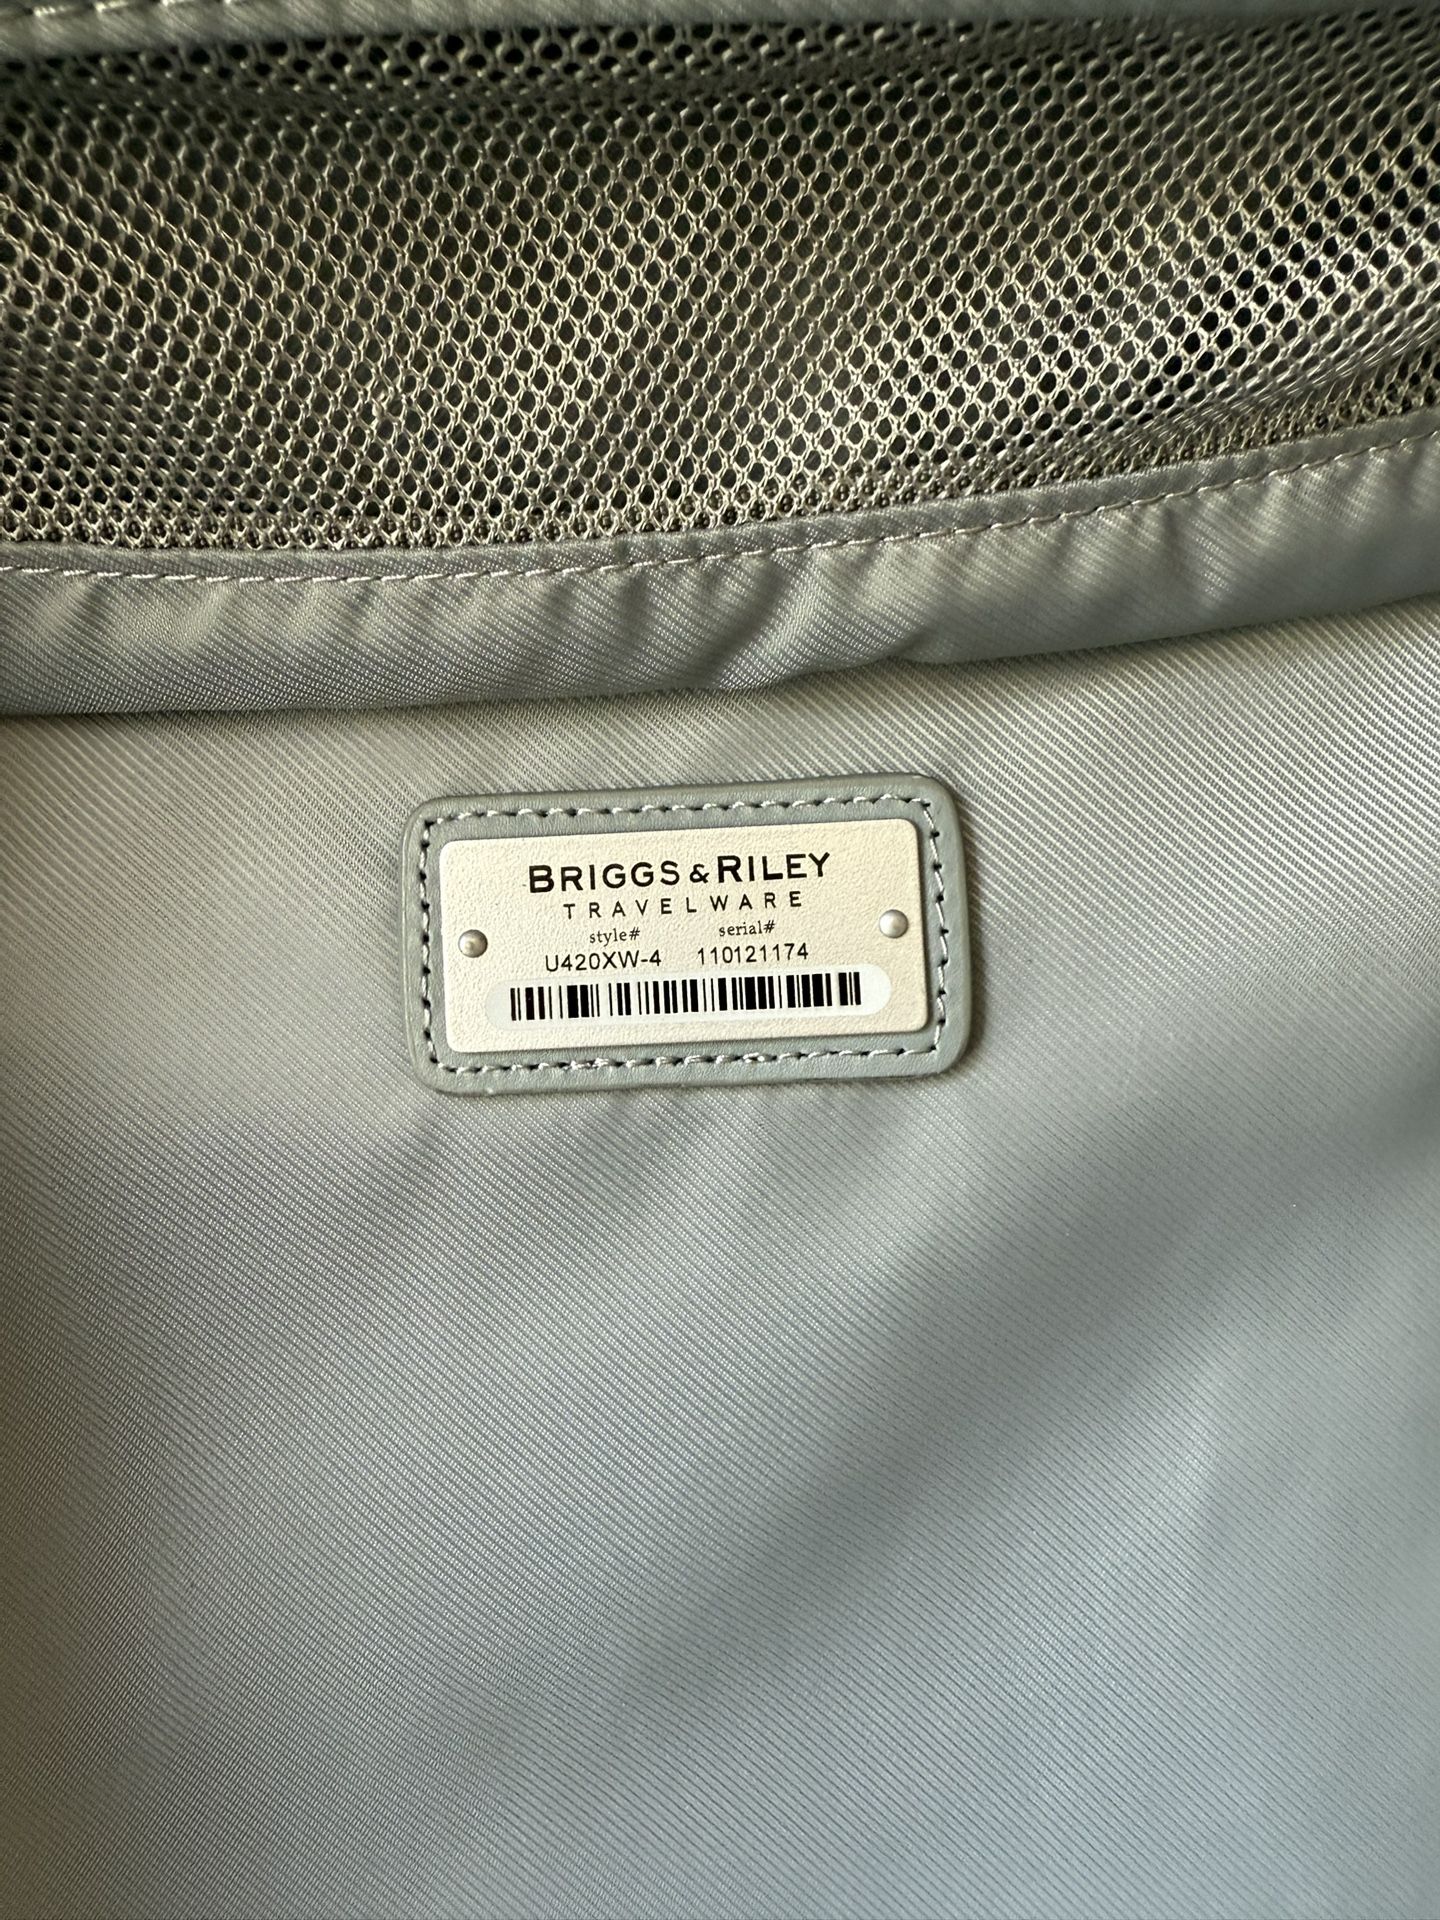 BRIGGS & RILEY
TRAVELWARE
style# serial#
U420XW-4 110121174